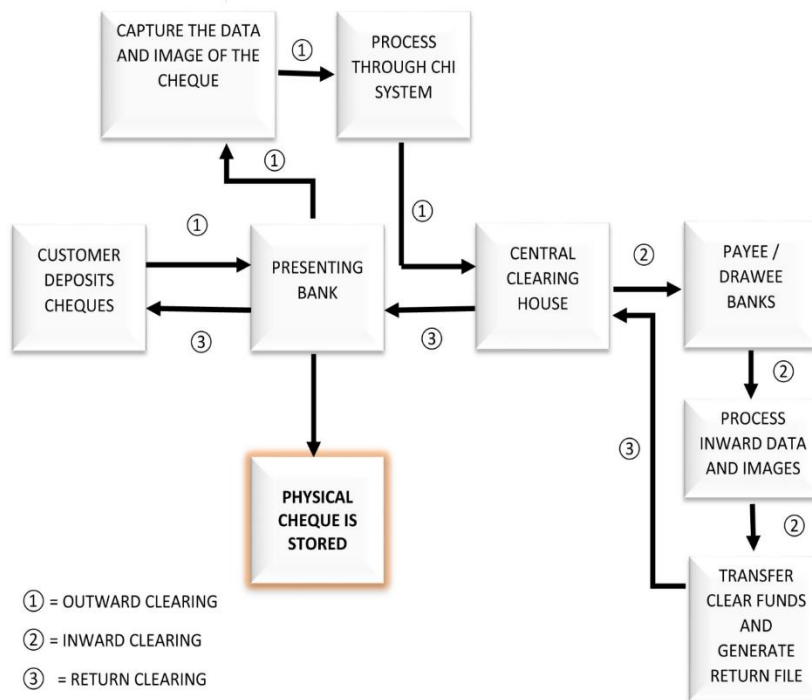 CAPTURE THE DATA
AND IMAGE OF THE
CHEQUE
①
PROCESS
THROUGH CHI
SYSTEM
①
①
①
CUSTOMER
DEPOSITS
CHEQUES
③
PRESENTING
BANK
③
CENTRAL
CLEARING
HOUSE
②
PAYEE /
DRAWEE
BANKS
②
PROCESS
INWARD DATA
AND IMAGES
②
③
TRANSFER
CLEAR FUNDS
AND
GENERATE
RETURN FILE
PHYSICAL
CHEQUE IS
STORED
① = OUTWARD CLEARING
② = INWARD CLEARING
③ = RETURN CLEARING